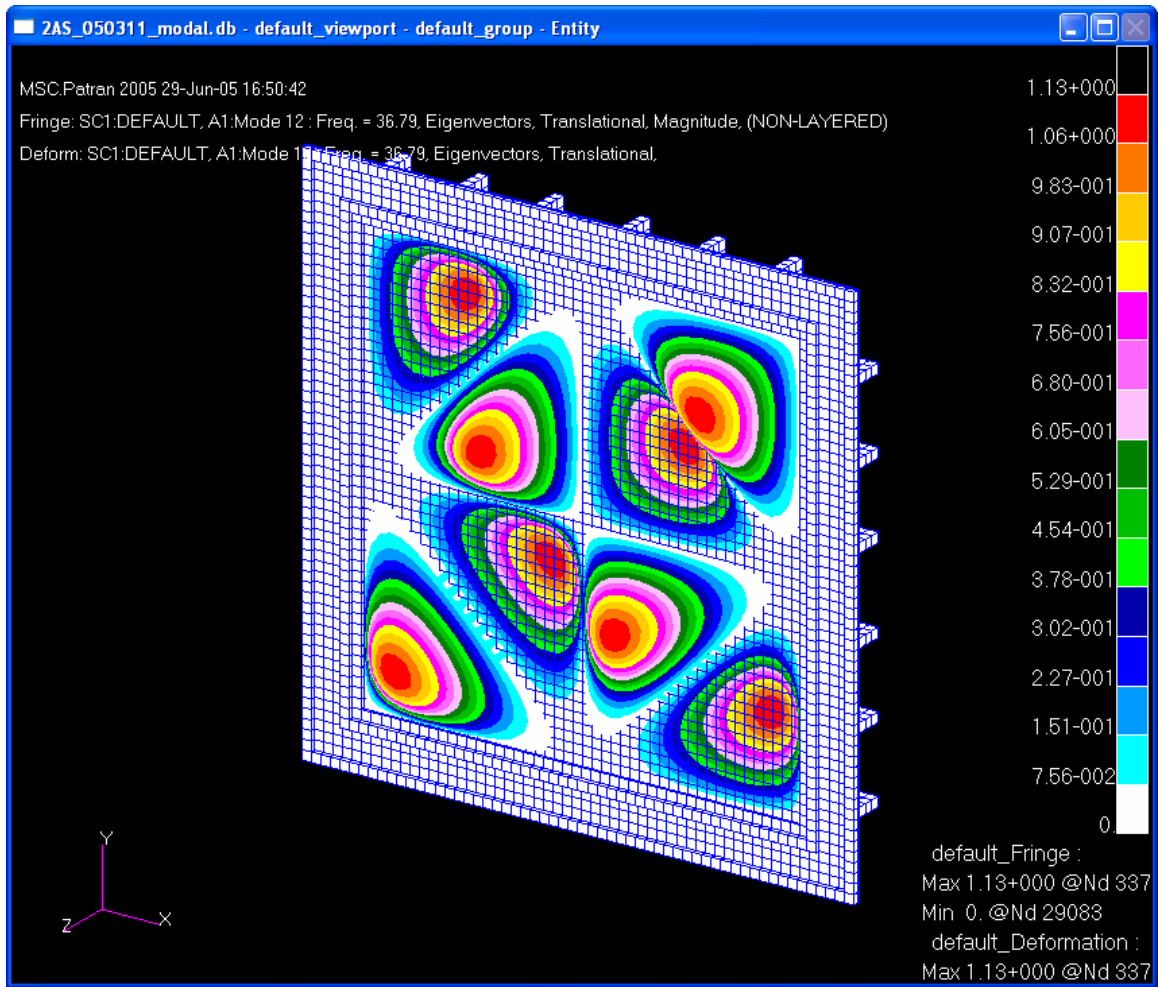 2AS_050311_modal.db - default_viewport - default_group - Entity
MSC.Patran 2005 29-Jun-05 16:50:42
Fringe: SC1:DEFAULT, A1:Mode 12 : Freq. = 36.79, Eigenvectors, Translational, Magnitude, (NON-LAYERED)
Deform: SC1:DEFAULT, A1:Mode 1 Freq. = 36.79, Eigenvectors, Translational,
1.13+000
1.06+000
9.83-001
9.07-001
8.32-001
7.56-001
6.80-001
6.05-001
5.29-001
4.54-001
3.78-001
3.02-001
2.27-001
1.51-001
7.56-002
0.
default_Fringe :
Max 1.13+000 @Nd 337
Min 0. @Nd 29083
default_Deformation :
Max 1.13+000 @Nd 337
Y
Z
X